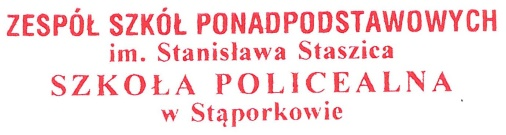 ZESPÓŁ SZKÓŁ PONADPODSTAWOWYCH
im. Stanisława Staszica
SZKOŁA POLICEALNA
w Stąporkowie